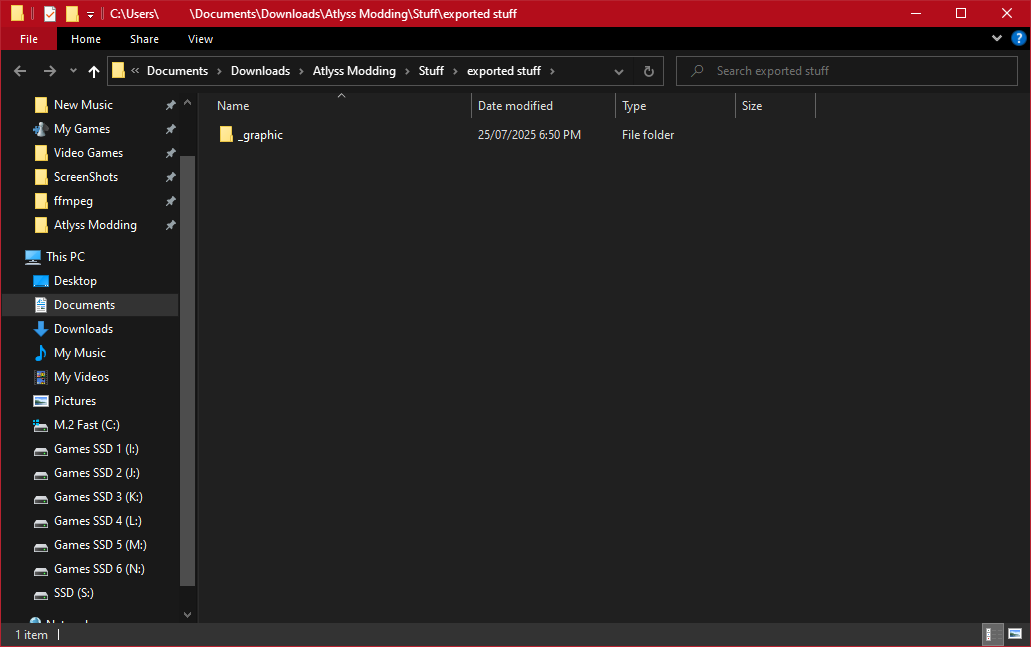 C:\Users\ \Documents\Downloads\Atlyss Modding\Stuff\exported stuff
File Home Share View
« Documents > Downloads > Atlyss Modding > Stuff > exported stuff >
Search exported stuff
New Music
My Games
Video Games
ScreenShots
ffmpeg
Atlyss Modding
This PC
Desktop
Documents
Downloads
My Music
My Videos
Pictures
M.2 Fast (C:)
Games SSD 1 (I:)
Games SSD 2 (J:)
Games SSD 3 (K:)
Games SSD 4 (L:)
Games SSD 5 (M:)
Games SSD 6 (N:)
SSD (S:)
Name Date modified Type Size
_graphic 25/07/2025 6:50 PM File folder
1 item